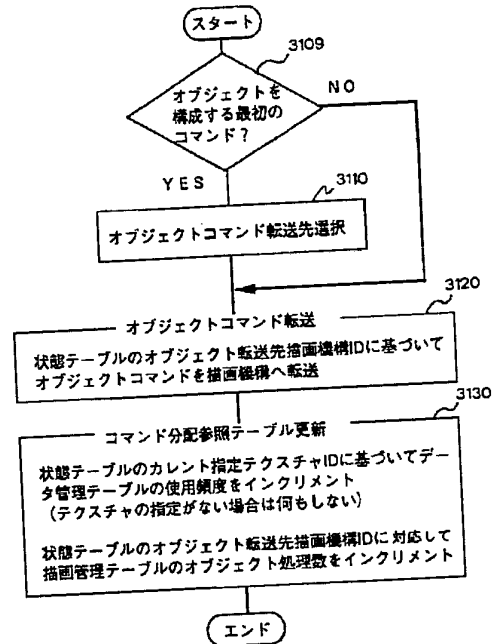 スタート
3109
オブジェクトを
構成する最初の
コマンド?
NO
YES
3110
オブジェクトコマンド転送先選択
3120
オブジェクトコマンド転送
状態テーブルのオブジェクト転送先描画機構IDに基づいて
オブジェクトコマンドを描画機構へ転送
3130
コマンド分配参照テーブル更新
状態テーブルのカレント指定テクスチャIDに基づいてデー
タ管理テーブルの使用頻度をインクリメント
(テクスチャの指定がない場合は何もしない)
状態テーブルのオブジェクト転送先描画機構IDに対応して
描画管理テーブルのオブジェクト処理数をインクリメント
エンド